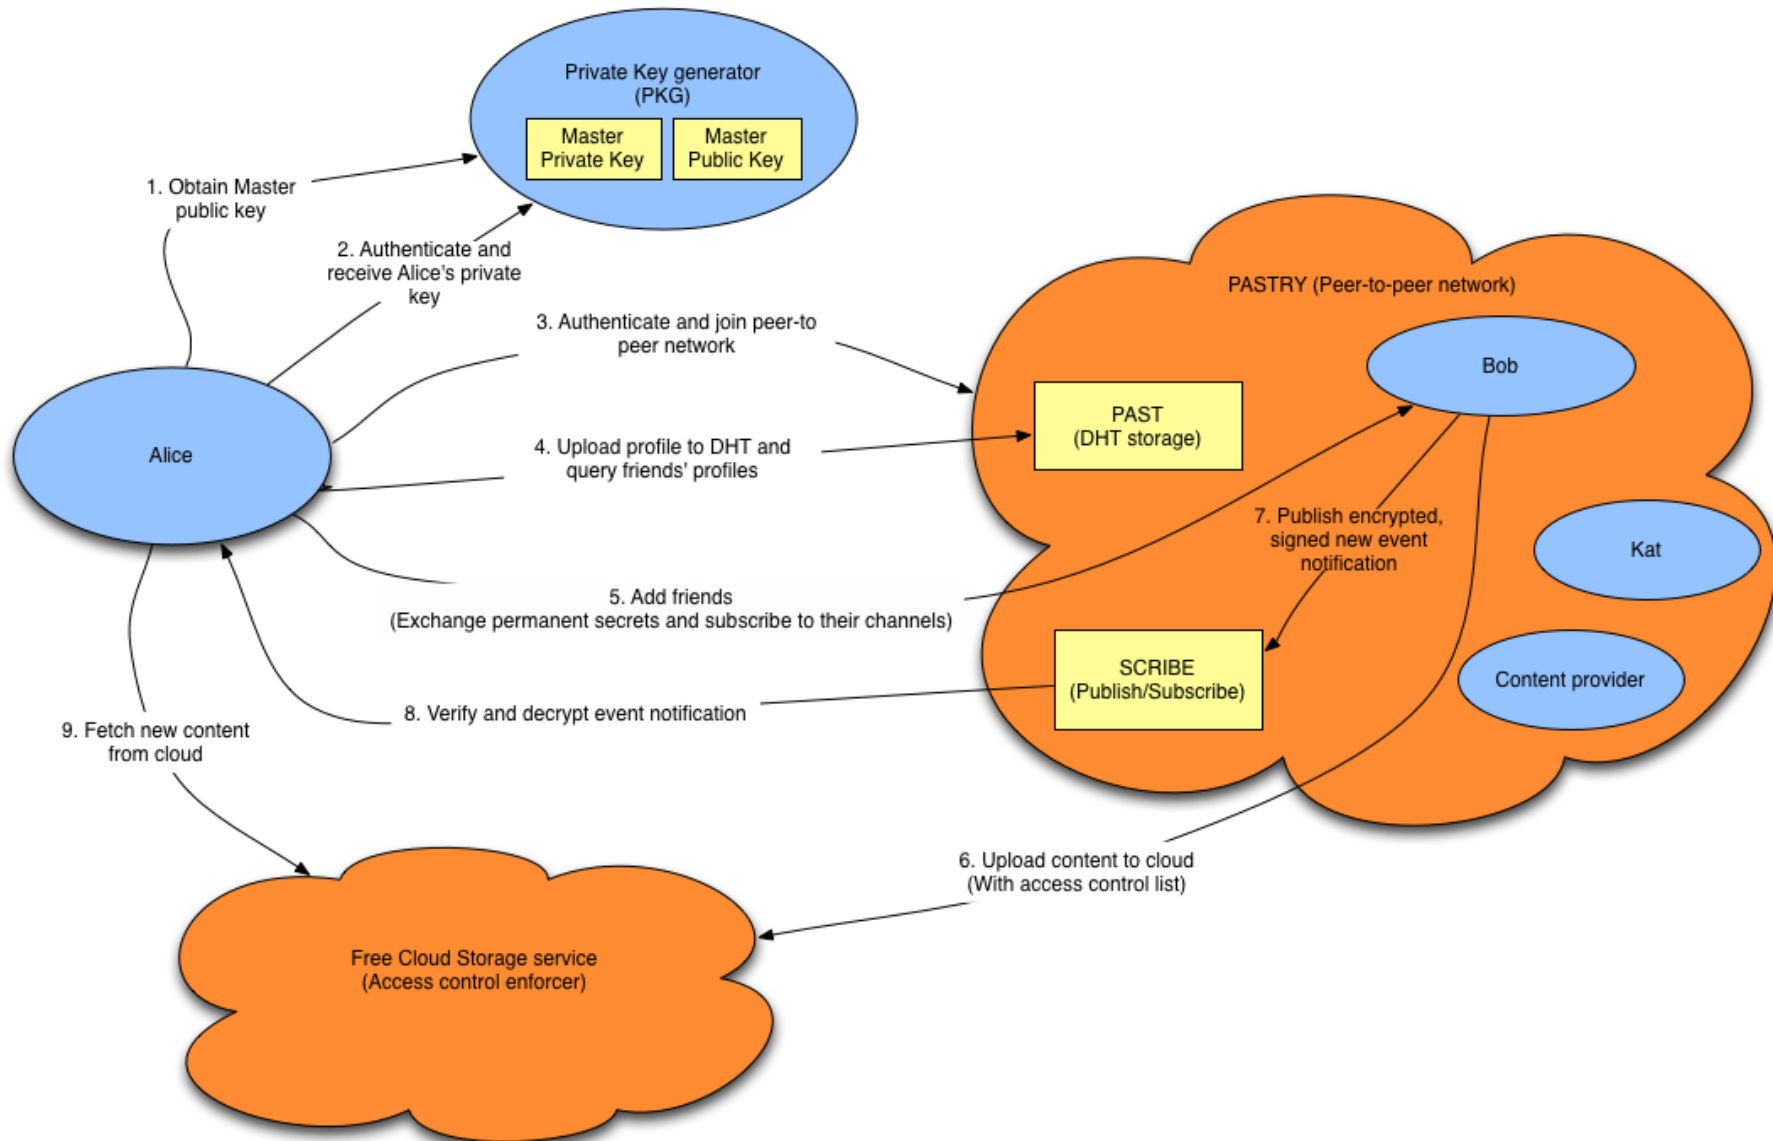 Private Key generator
(PKG)
Master
Private Key
Master
Public Key
1. Obtain Master
public key
2. Authenticate and
receive Alice's private
key
3. Authenticate and join peer-to
peer network
PASTRY (Peer-to-peer network)
Bob
Alice
PAST
(DHT storage)
4. Upload profile to DHT and
query friends' profiles
7. Publish encrypted,
signed new event
notification
Kat
5. Add friends
(Exchange permanent secrets and subscribe to their channels)
SCRIBE
(Publish/Subscribe)
Content provider
8. Verify and decrypt event notification
9. Fetch new content
from cloud
6. Upload content to cloud
(With access control list)
Free Cloud Storage service
(Access control enforcer)